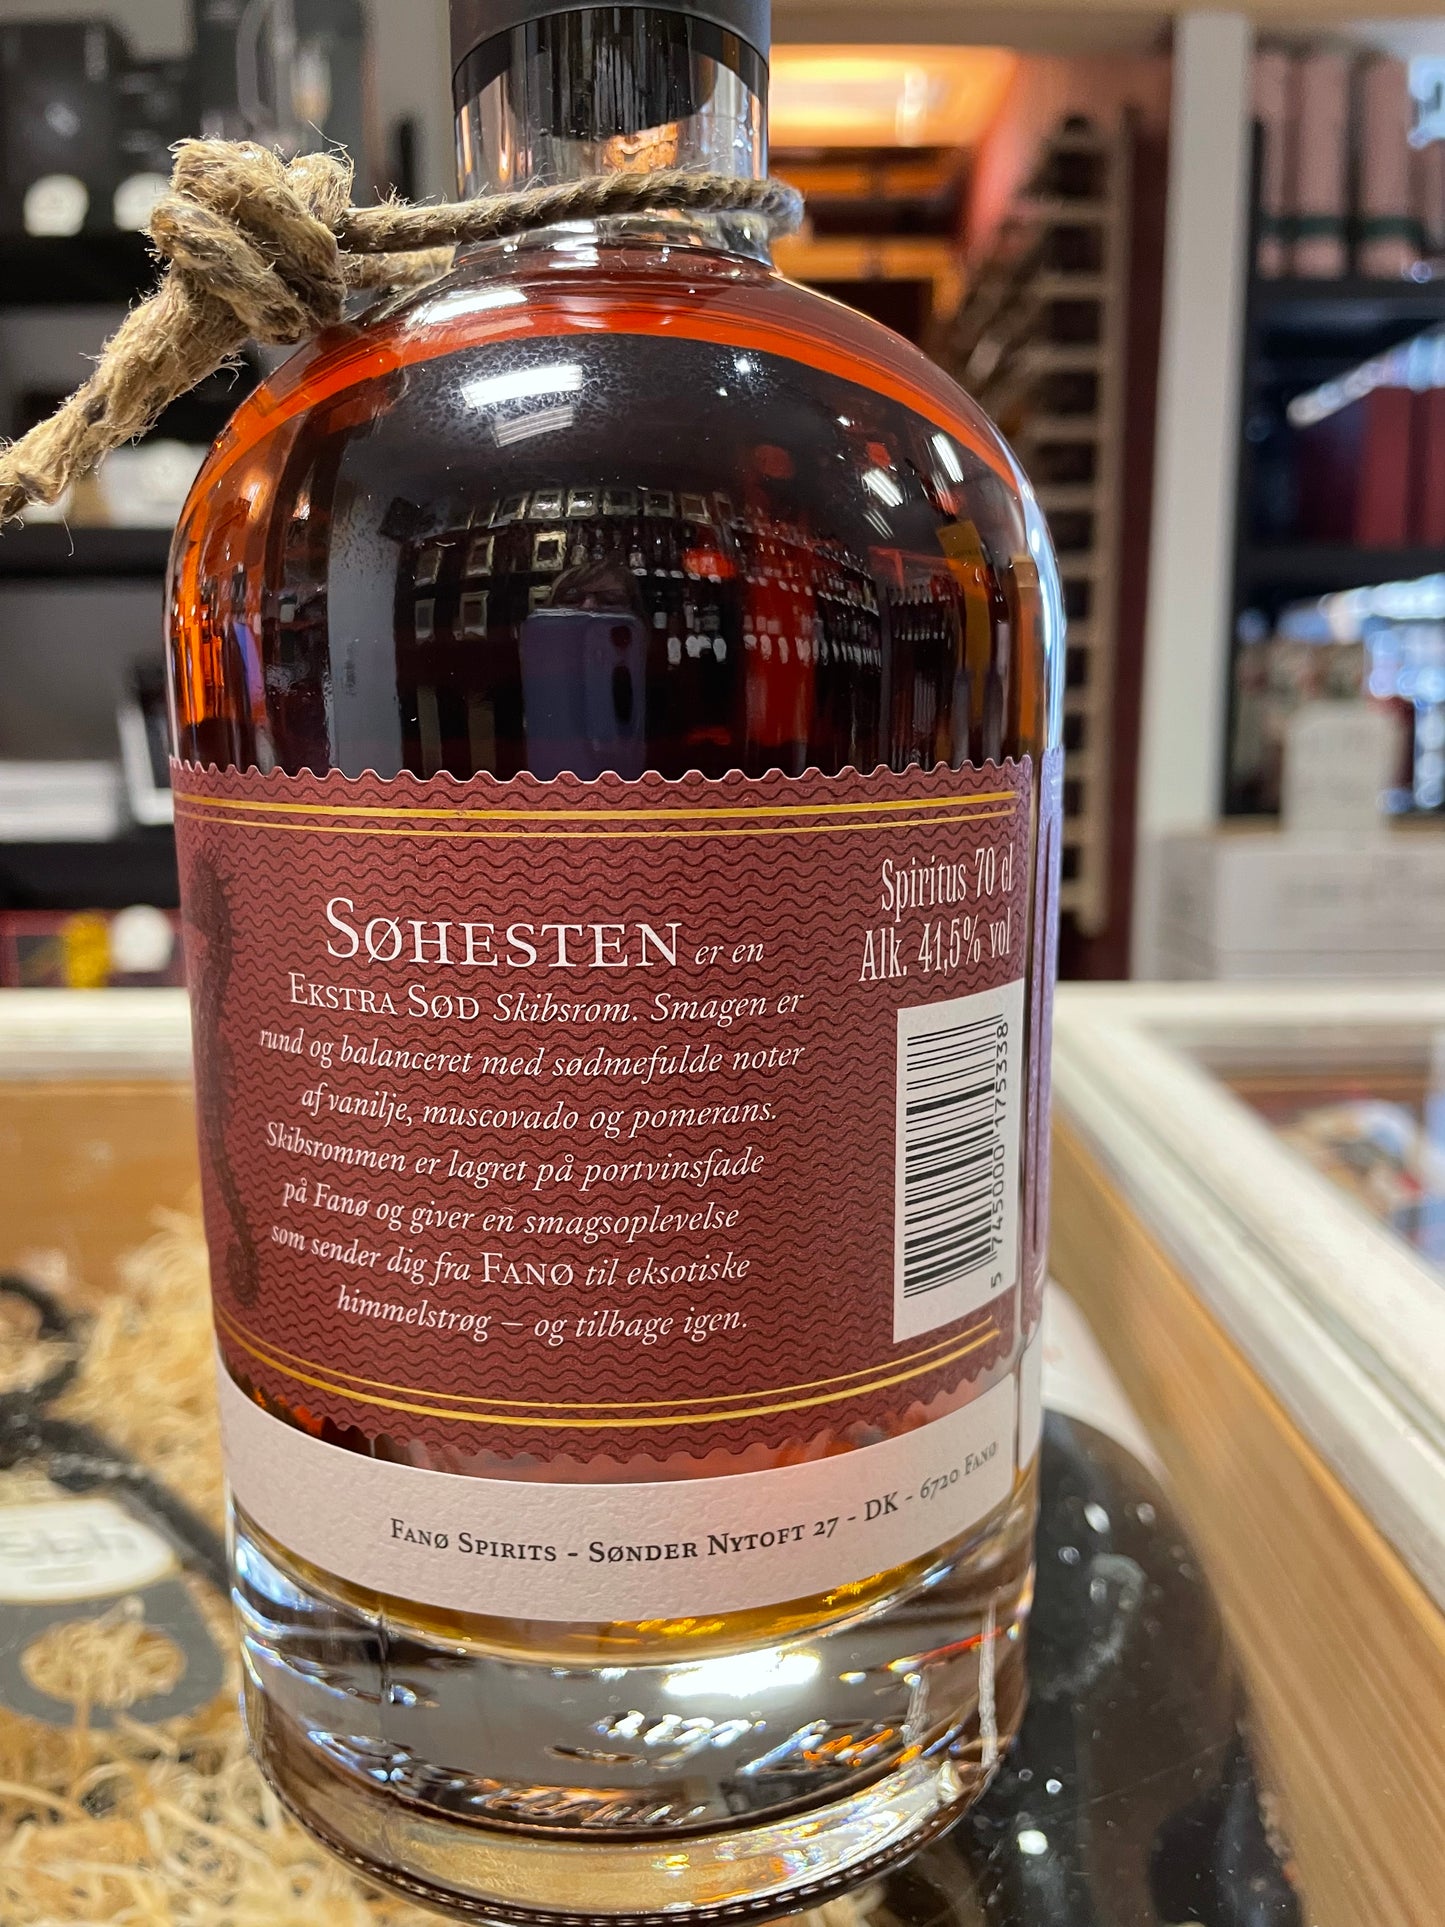 SØHESTEN er en
EKSTRA SØD Skibsrom. Smagen er
rund og balanceret med sødmefulde noter
af vanilje, muscovado og pomerans.
Skibsrommen er lagret på portvinsfade
på Fanø og giver en smagsoplevelse
som sender dig fra FANØ til eksotiske
himmelstrøg – og tilbage igen.
Spiritus 70 cl
Alk. 41,5% vol
5 745000 175338
FANØ SPIRITS - SØNDER NYTOFT 27 - DK - 6720 FANØ